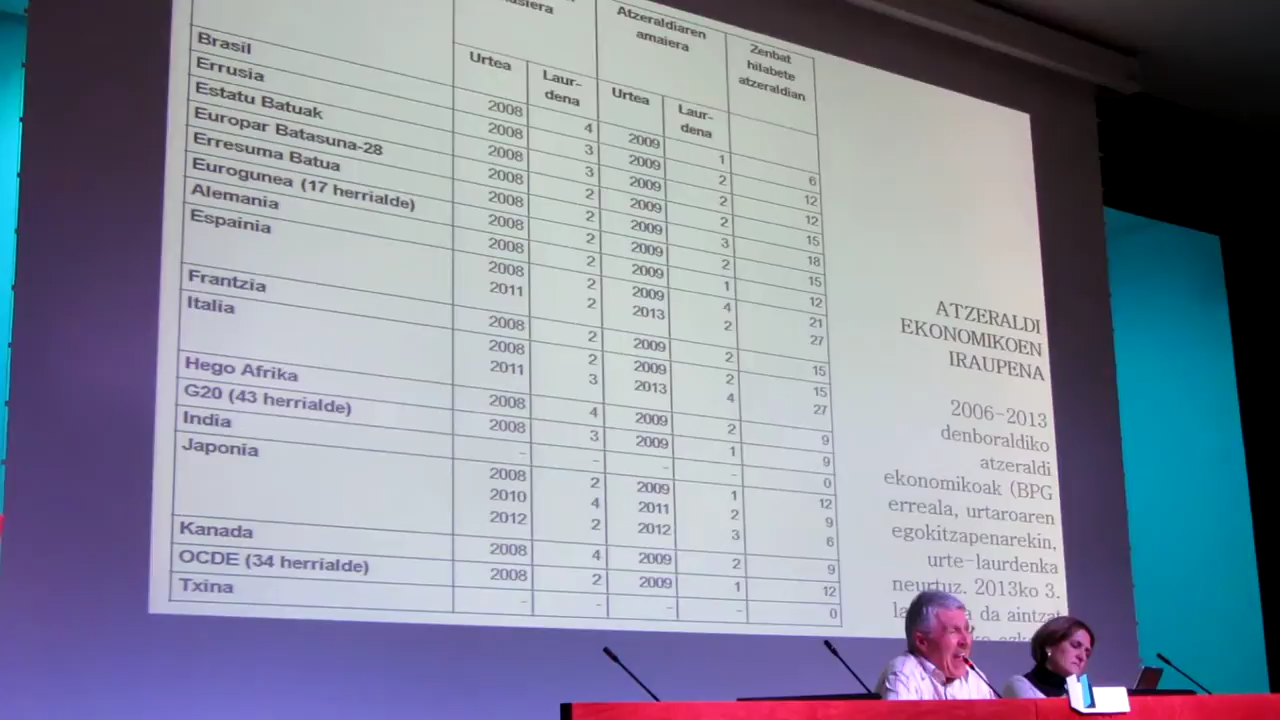 Atzeraldiaren
amaiera
Zenbat
hilabete
atzeraldian
Urtea
Laur-
dena
Urtea
Laur-
dena
Brasil 2008 4 2009 1 6
Errusia 2008 3 2009 2 12
Estatu Batuak 2008 3 2009 2 12
Europar Batasuna-28 2008 2 2009 2 15
Erresuma Batua 2008 2 2009 3 18
Eurogunea (17 herrialde) 2008 2 2009 2 15
Alemania 2008 2 2009 1 12
Espainia 2008 2 2009 4 21
2011 2 2013 2 27
Frantzia 2008 2 2009 2 15
Italia 2008 2 2009 2 15
2011 3 2013 4 27
Hego Afrika 2008 4 2009 2 9
G20 (43 herrialde) 2008 3 2009 1 9
India - - - - 0
Japonia 2008 2 2009 1 12
2010 4 2011 2 9
2012 2 2012 3 6
Kanada 2008 4 2009 2 9
OCDE (34 herrialde) 2008 2 2009 1 12
Txina - - - - 0
ATZERALDI
EKONOMIKOEN
IRAUPENA
2006-2013
denboraldiko
atzeraldi
ekonomikoak (BPG
erreala, urtaroaren
egokitzapenarekin,
urte-laurdenka
neurtuz. 2013ko 3.
da aintzat